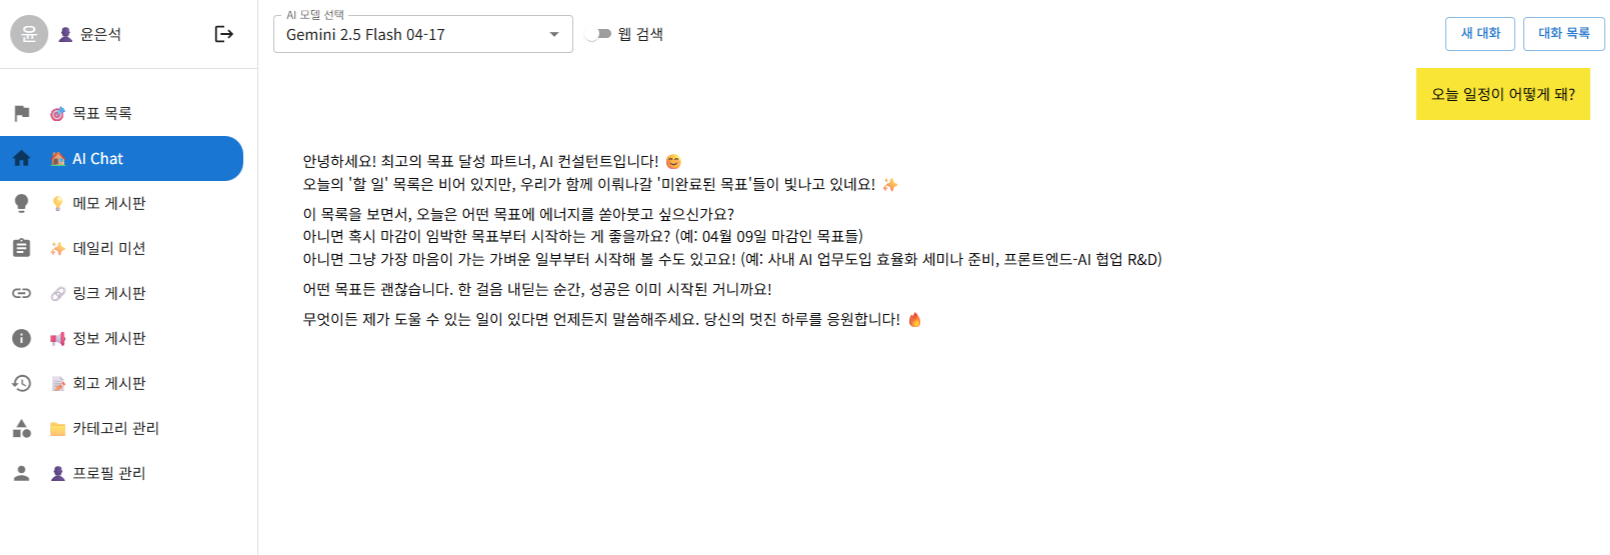 윤
윤은석
AI 모델 선택
Gemini 2.5 Flash 04-17
웹 검색
새 대화
대화 목록
목표 목록
AI Chat
메모 게시판
데일리 미션
링크 게시판
정보 게시판
회고 게시판
카테고리 관리
프로필 관리
오늘 일정이 어떻게 돼?
안녕하세요! 최고의 목표 달성 파트너, AI 컨설턴트입니다! 😊
오늘의 '할 일' 목록은 비어 있지만, 우리가 함께 이뤄나갈 '미완료된 목표'들이 빛나고 있네요! ✨
이 목록을 보면서, 오늘은 어떤 목표에 에너지를 쏟아붓고 싶으신가요?
아니면 혹시 마감이 임박한 목표부터 시작하는 게 좋을까요? (예: 04월 09일 마감인 목표들)
아니면 그냥 가장 마음이 가는 가벼운 일부부터 시작해 볼 수도 있고요! (예: 사내 AI 업무도입 효율화 세미나 준비, 프론트엔드-AI 협업 R&D)
어떤 목표든 괜찮습니다. 한 걸음 내딛는 순간, 성공은 이미 시작된 거니까요!
무엇이든 제가 도울 수 있는 일이 있다면 언제든지 말씀해주세요. 당신의 멋진 하루를 응원합니다! 🔥